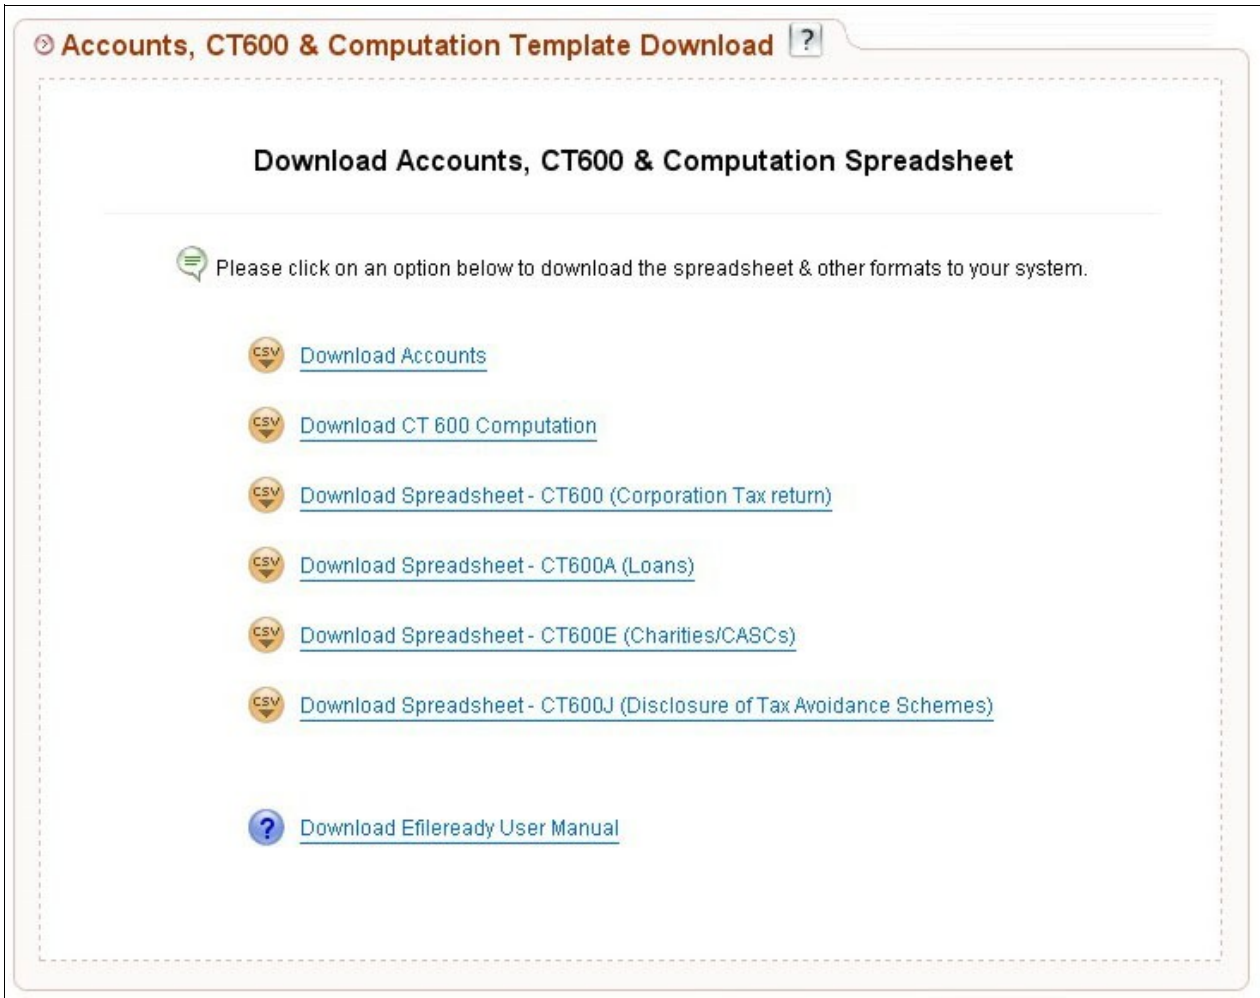 Accounts, CT600 & Computation Template Download ?
Download Accounts, CT600 & Computation Spreadsheet
Please click on an option below to download the spreadsheet & other formats to your system.
CSV Download Accounts
CSV Download CT 600 Computation
CSV Download Spreadsheet - CT600 (Corporation Tax return)
CSV Download Spreadsheet - CT600A (Loans)
CSV Download Spreadsheet - CT600E (Charities/CASCs)
CSV Download Spreadsheet - CT600J (Disclosure of Tax Avoidance Schemes)
? Download Efileready User Manual